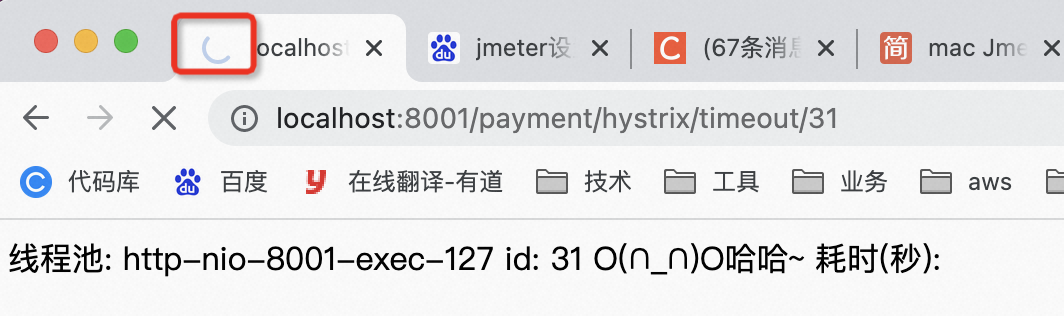 ocalhost jmeter设 (67条消息 mac Jme
localhost:8001/payment/hystrix/timeout/31
代码库 百度 在线翻译-有道 技术 工具 业务 aws
线程池: http-nio-8001-exec-127 id: 31 O(∩_∩)O哈哈~ 耗时(秒):